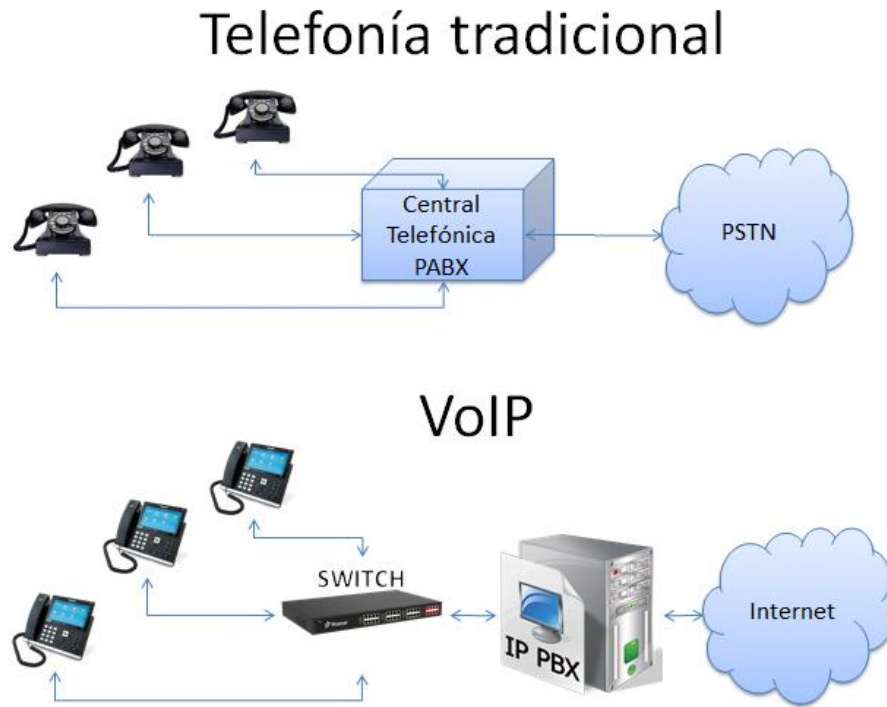 Telefonía tradicional
Central
Telefónica
PABX
PSTN
VoIP
SWITCH
IP PBX
Internet